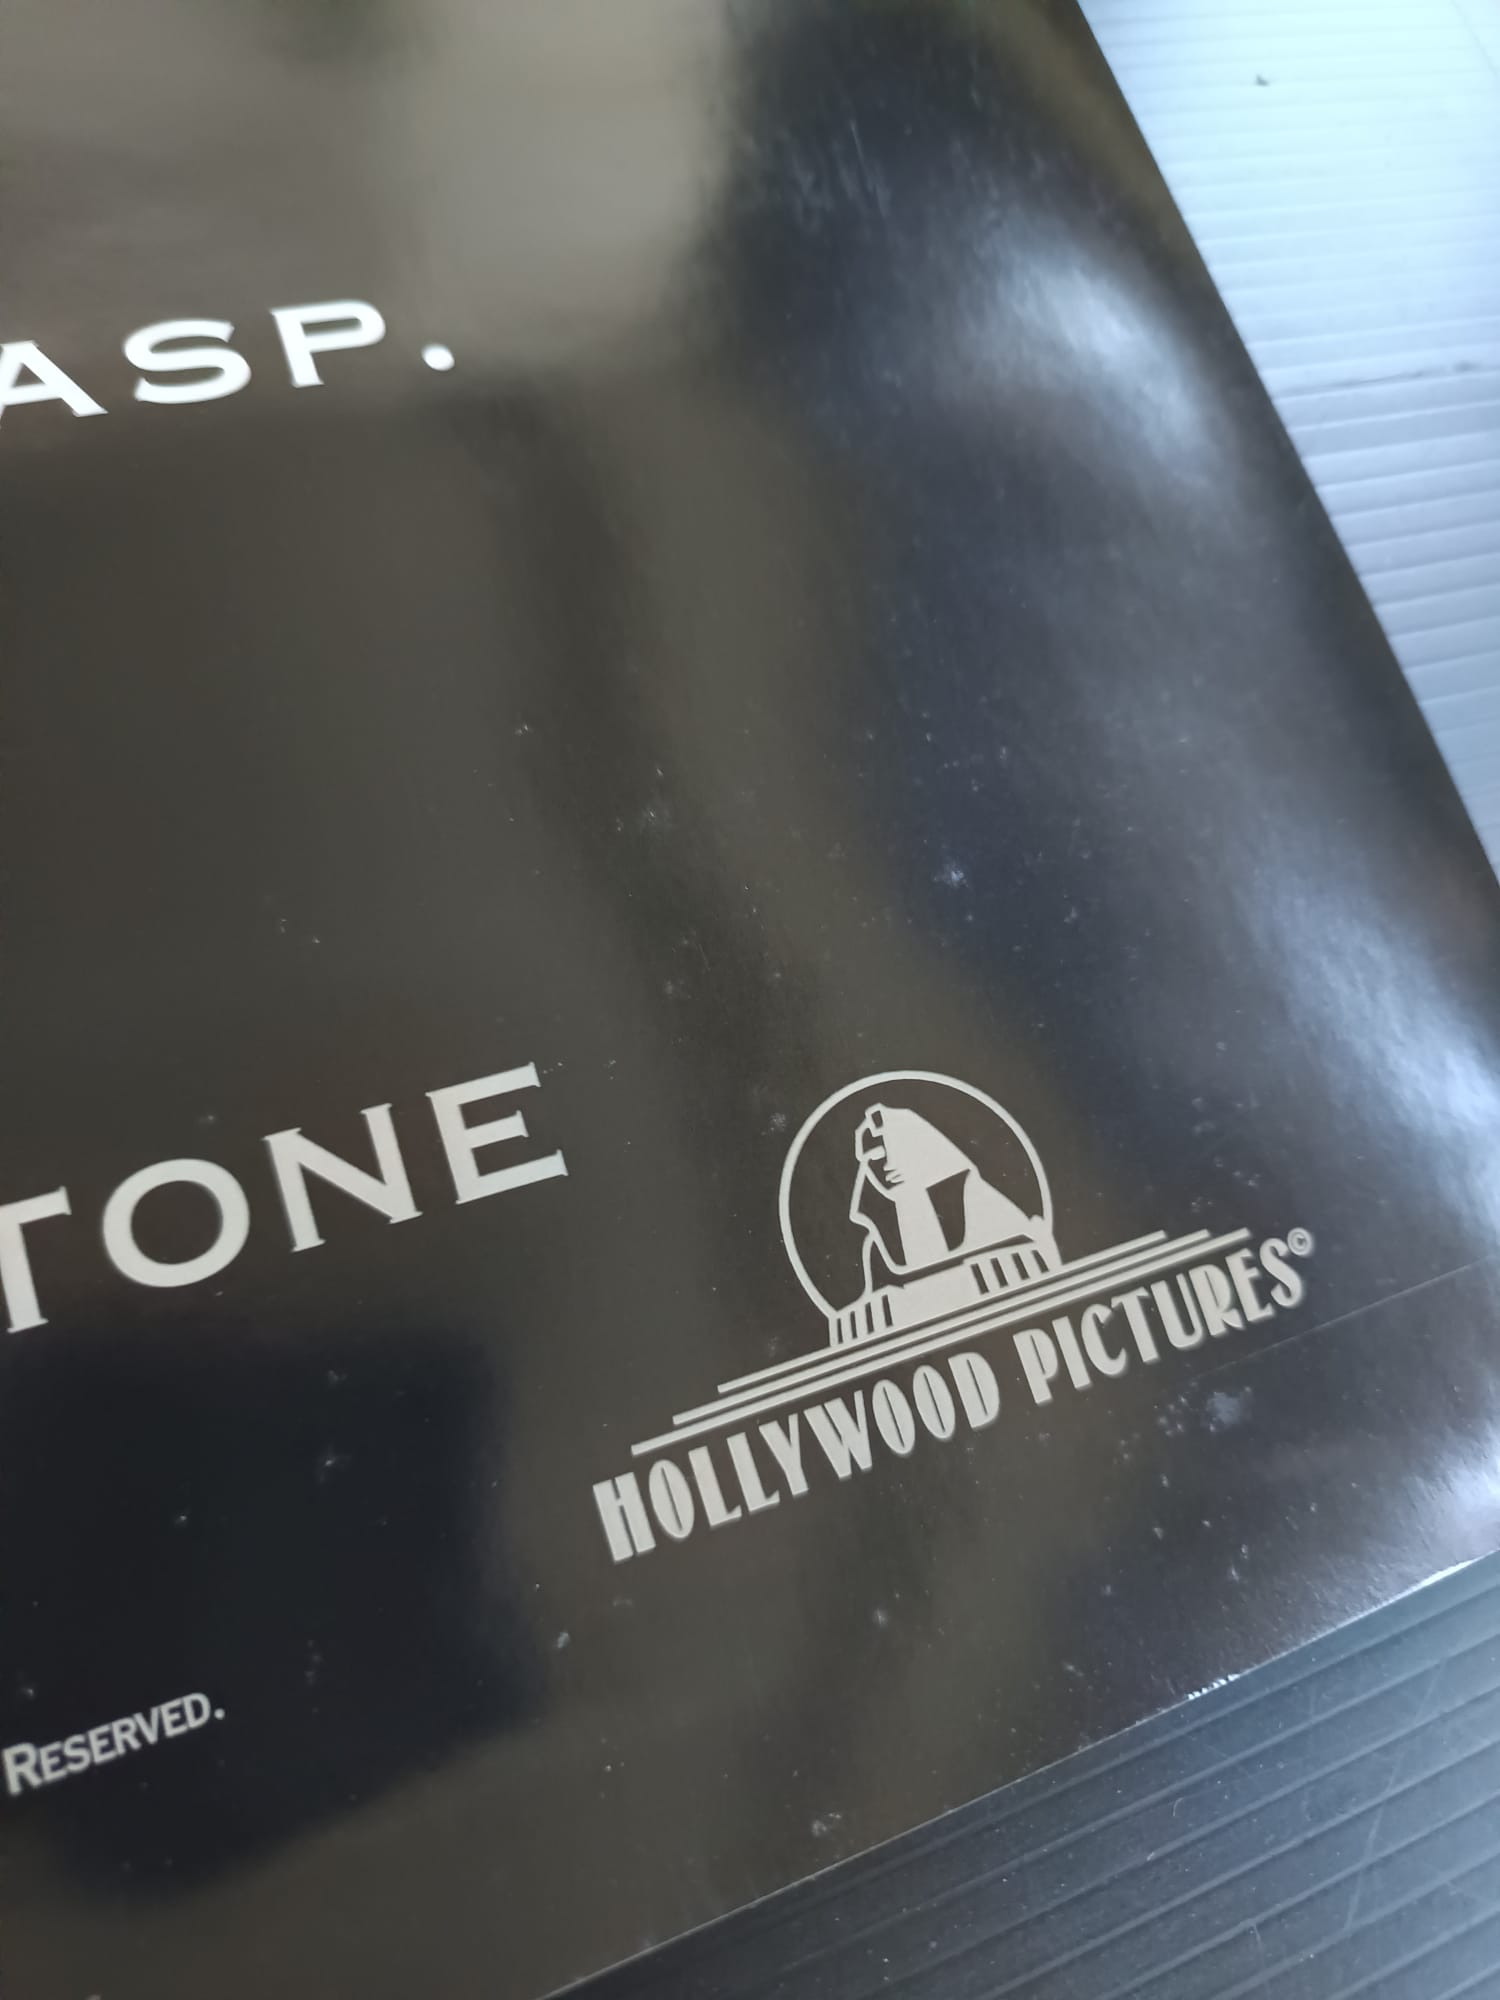 ASP.
TONE
HOLLYWOOD PICTURES©
RESERVED.